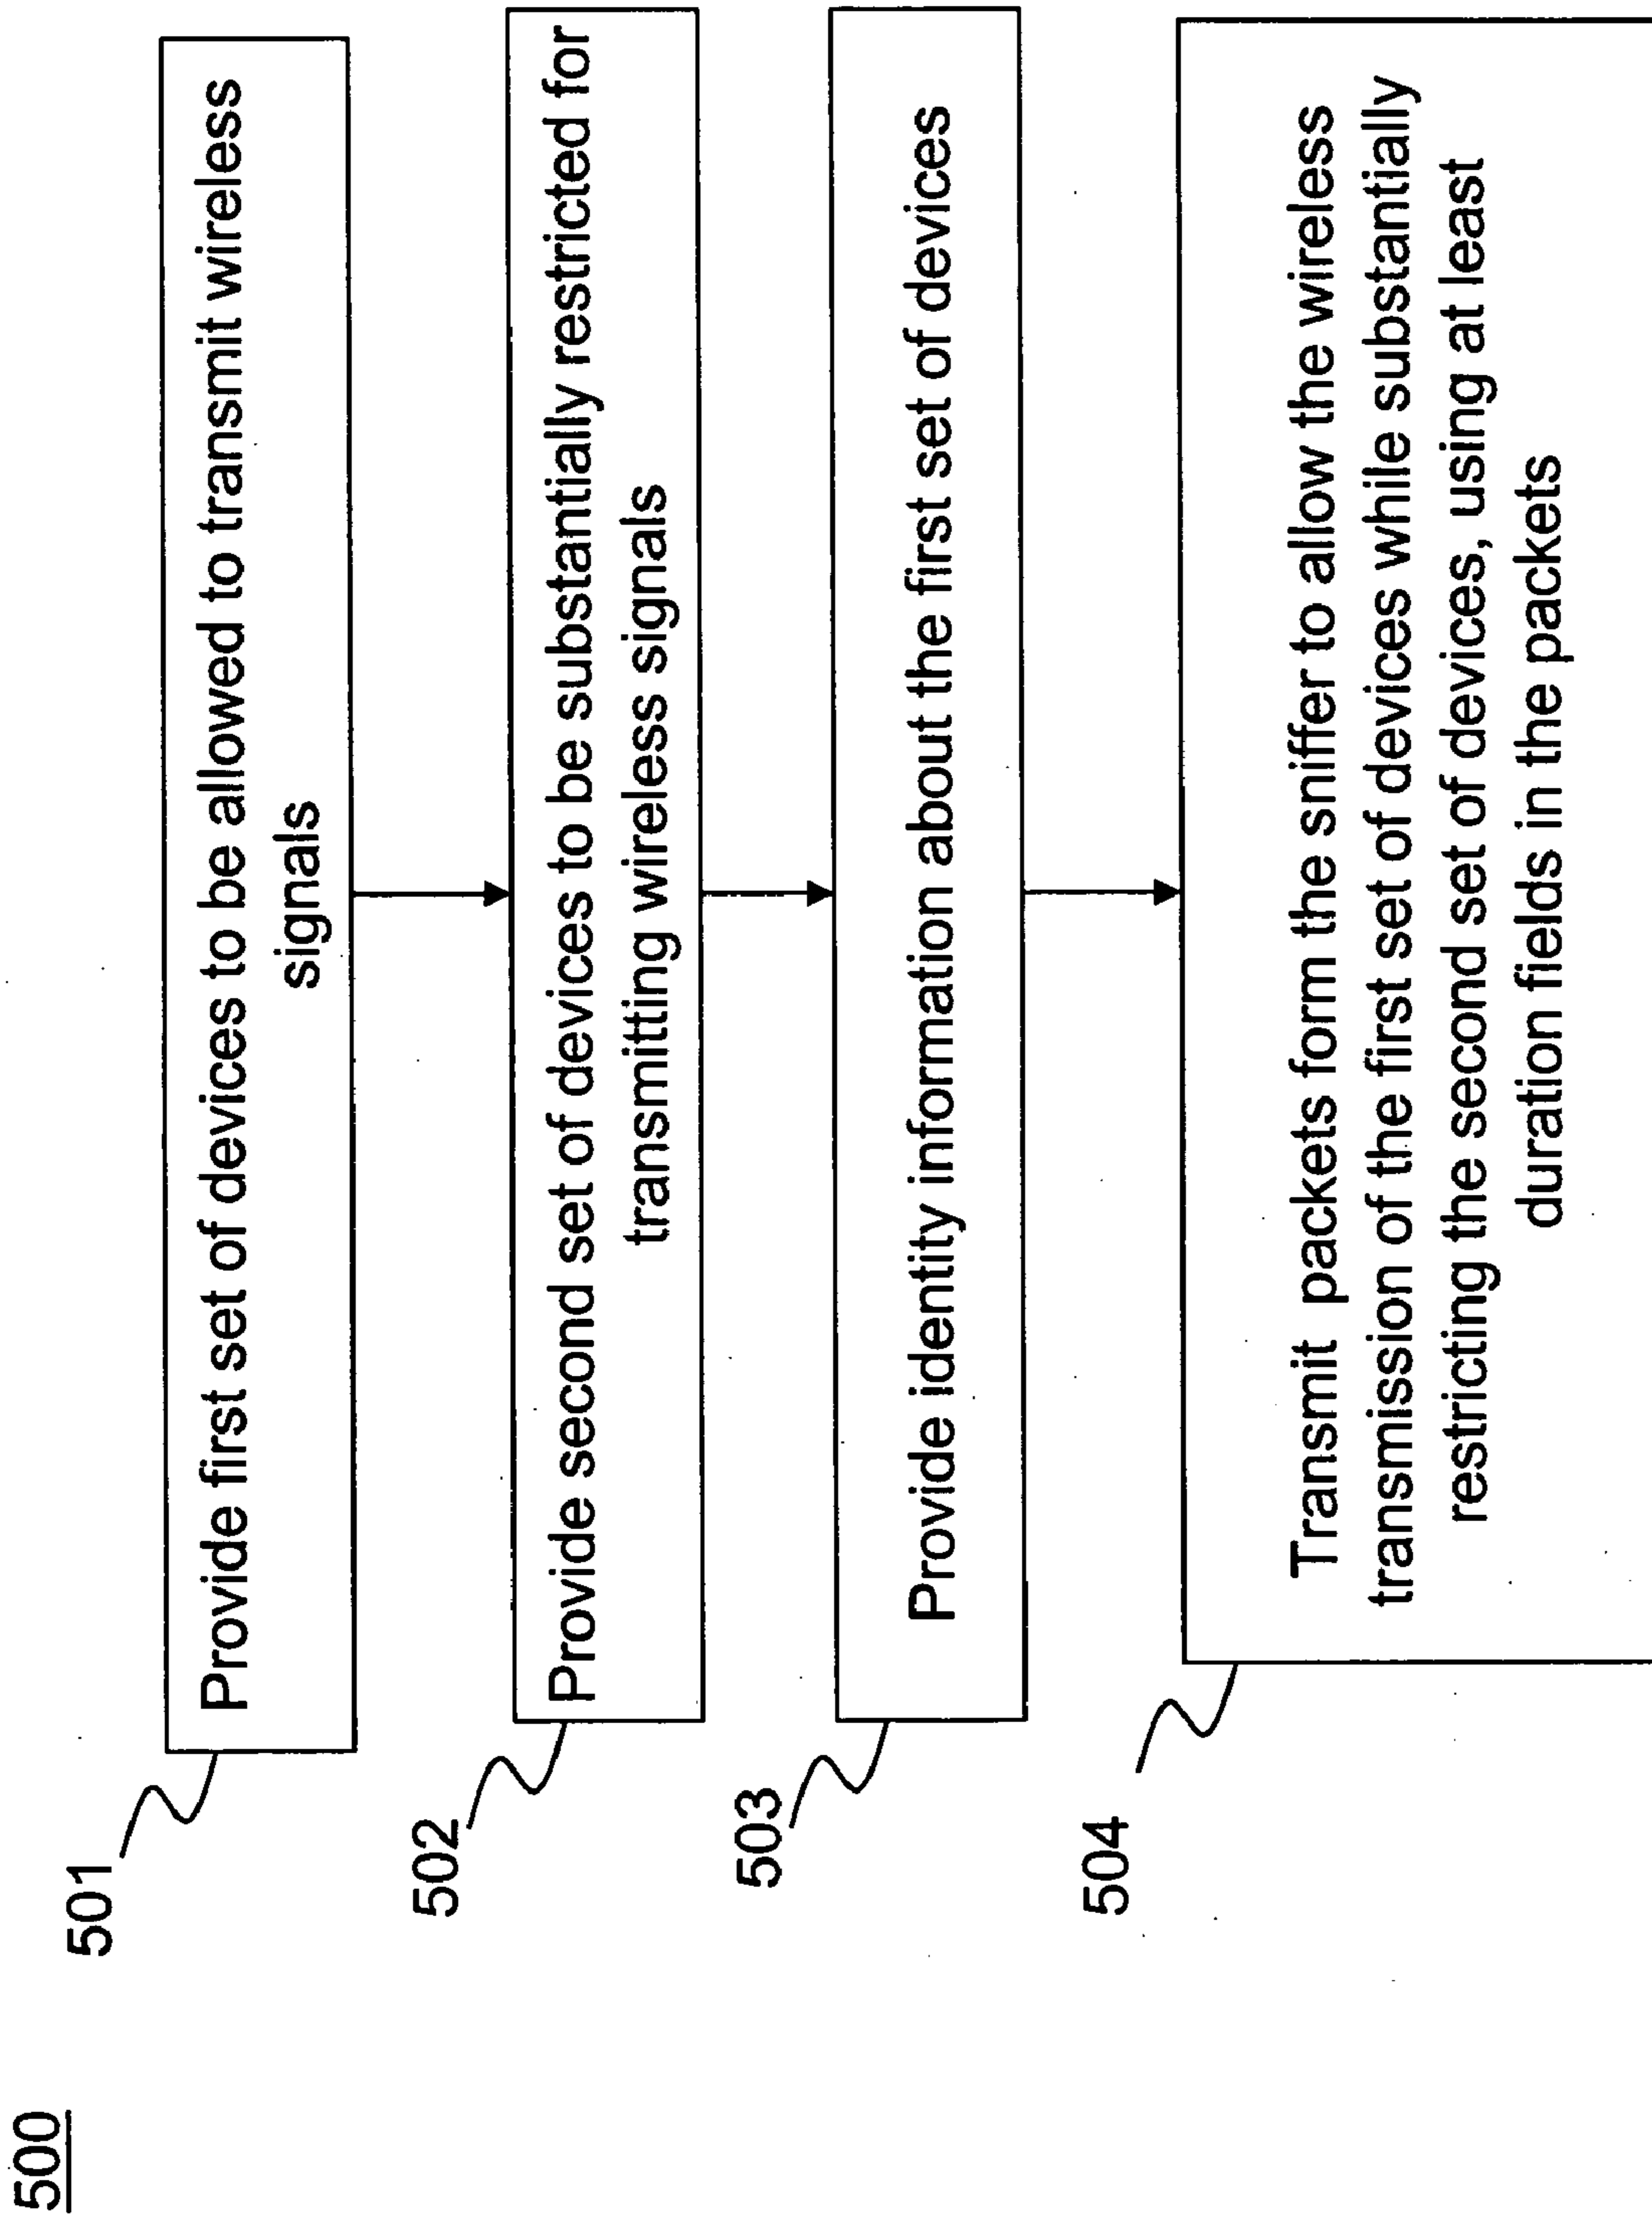 500
501
Provide first set of devices to be allowed to transmit wireless
signals
502
Provide second set of devices to be substantially restricted for
transmitting wireless signals
503
Provide identity information about the first set of devices
504
Transmit packets form the sniffer to allow the wireless
transmission of the first set of devices while substantially
restricting the second set of devices, using at least
duration fields in the packets